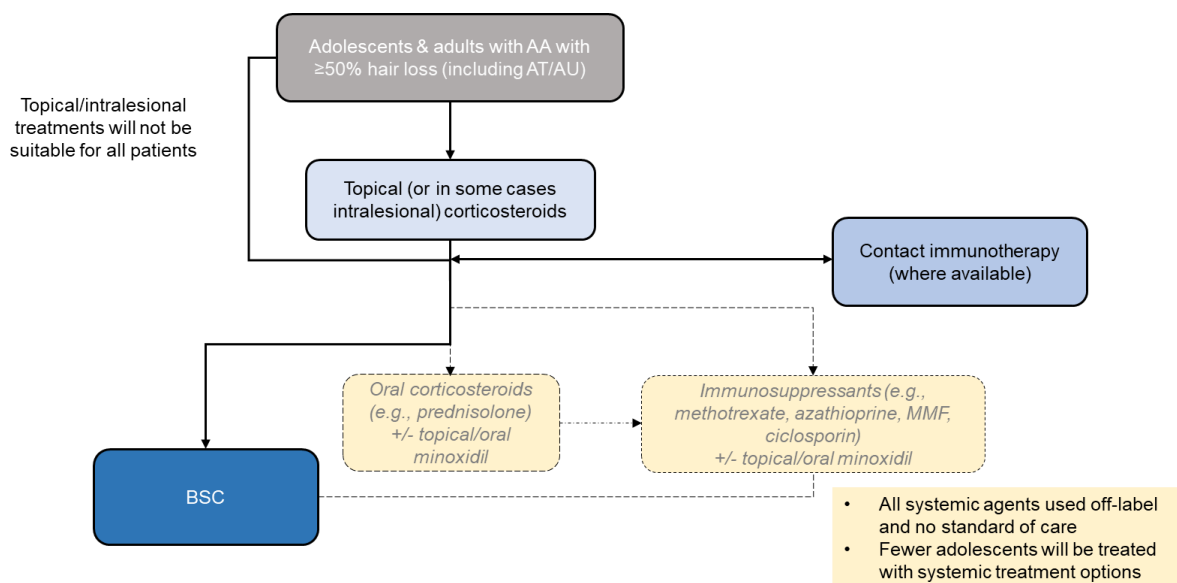 Adolescents & adults with AA with
≥50% hair loss (including AT/AU)
Topical/intralesional
treatments will not be
suitable for all patients
Topical (or in some cases
intralesional) corticosteroids
Contact immunotherapy
(where available)
Oral corticosteroids
(e.g., prednisolone)
+/- topical/oral
minoxidil
Immunosuppressants (e.g.,
methotrexate, azathioprine, MMF,
ciclosporin)
+/- topical/oral minoxidil
BSC
• All systemic agents used off-label
and no standard of care
• Fewer adolescents will be treated
with systemic treatment options